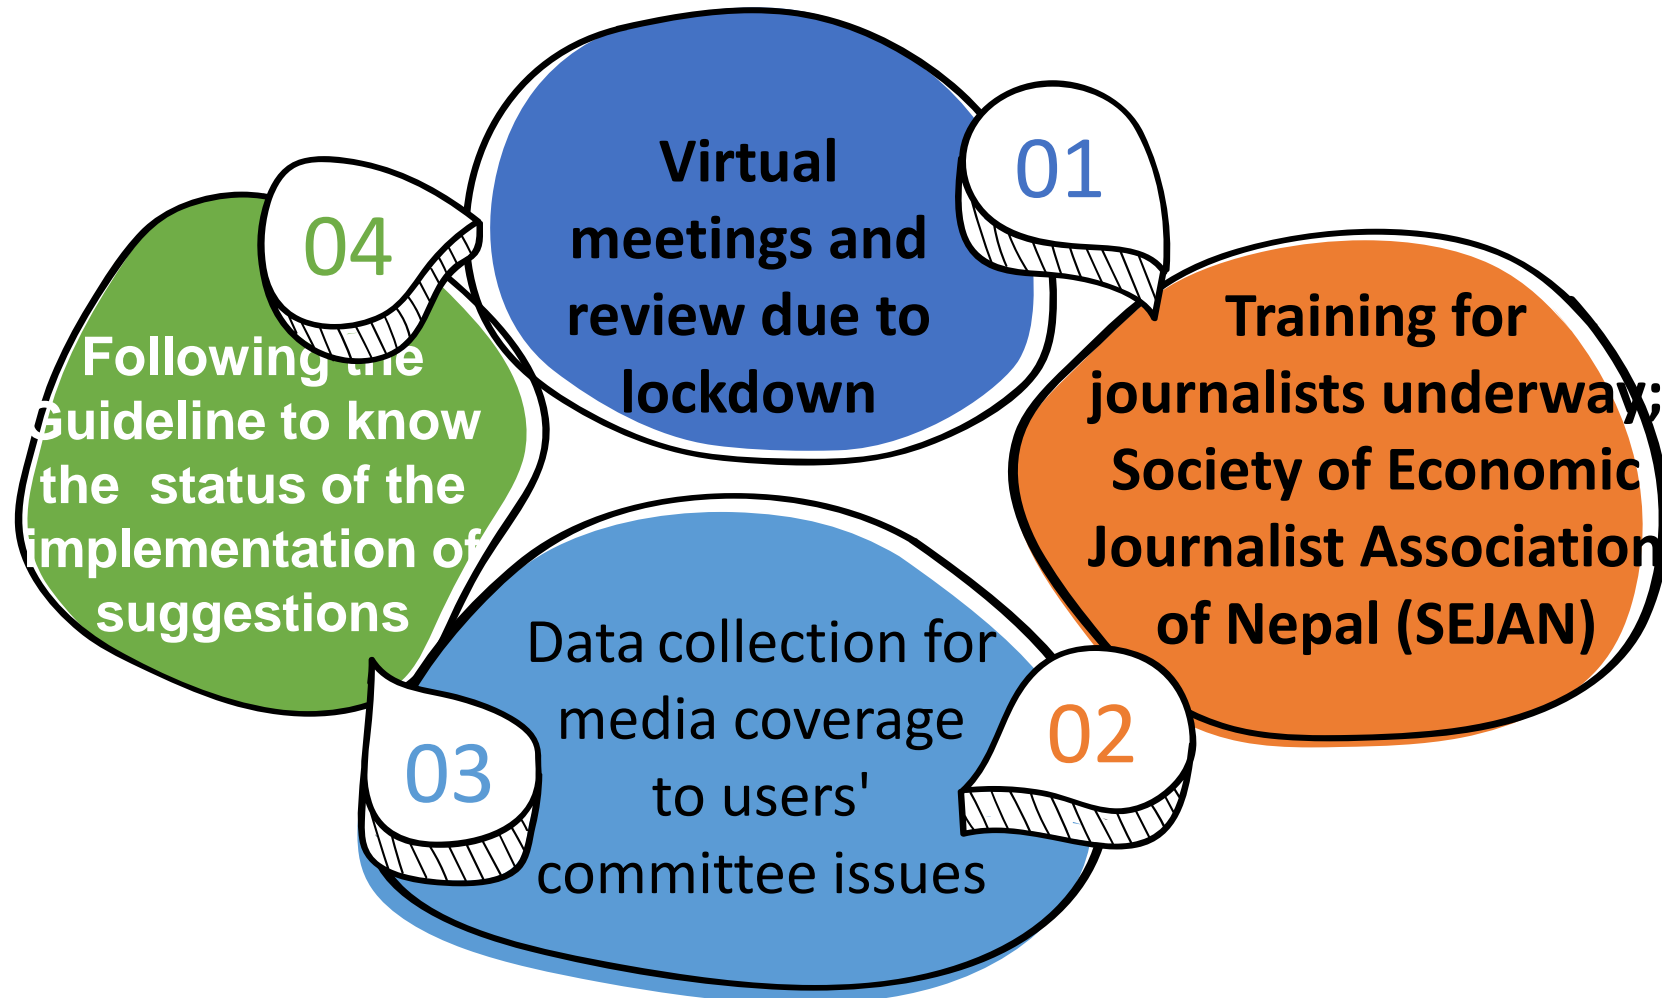 01
Virtual
meetings and
review due to
lockdown
02
Training for
journalists underway;
Society of Economic
Journalist Association
of Nepal (SEJAN)
03
Data collection for
media coverage
to users'
committee issues
04
Following the
Guideline to know
the status of the
implementation of
suggestions